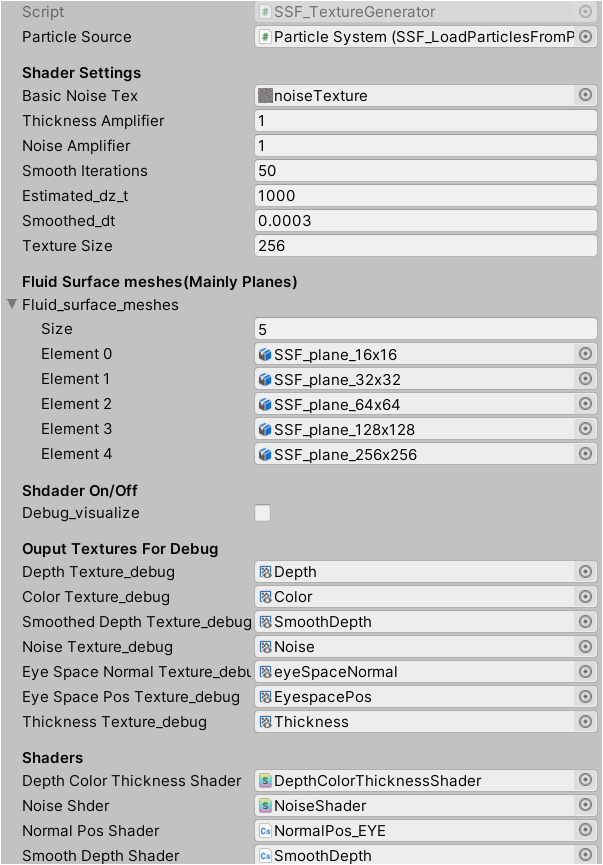 Script SSF_TextureGenerator
Particle Source Particle System (SSF_LoadParticlesFromP
Shader Settings
Basic Noise Tex noiseTexture
Thickness Amplifier 1
Noise Amplifier 1
Smooth Iterations 50
Estimated_dz_t 1000
Smoothed_dt 0.0003
Texture Size 256
Fluid Surface meshes(Mainly Planes)
Fluid_surface_meshes
Size 5
Element 0 SSF_plane_16x16
Element 1 SSF_plane_32x32
Element 2 SSF_plane_64x64
Element 3 SSF_plane_128x128
Element 4 SSF_plane_256x256
Shdader On/Off
Debug_visualize
Ouput Textures For Debug
Depth Texture_debug Depth
Color Texture_debug Color
Smoothed Depth Texture_debug SmoothDepth
Noise Texture_debug Noise
Eye Space Normal Texture_debu eyeSpaceNormal
Eye Space Pos Texture_debug EyespacePos
Thickness Texture_debug Thickness
Shaders
Depth Color Thickness Shader DepthColorThicknessShader
Noise Shder NoiseShader
Normal Pos Shader NormalPos_EYE
Smooth Depth Shader SmoothDepth